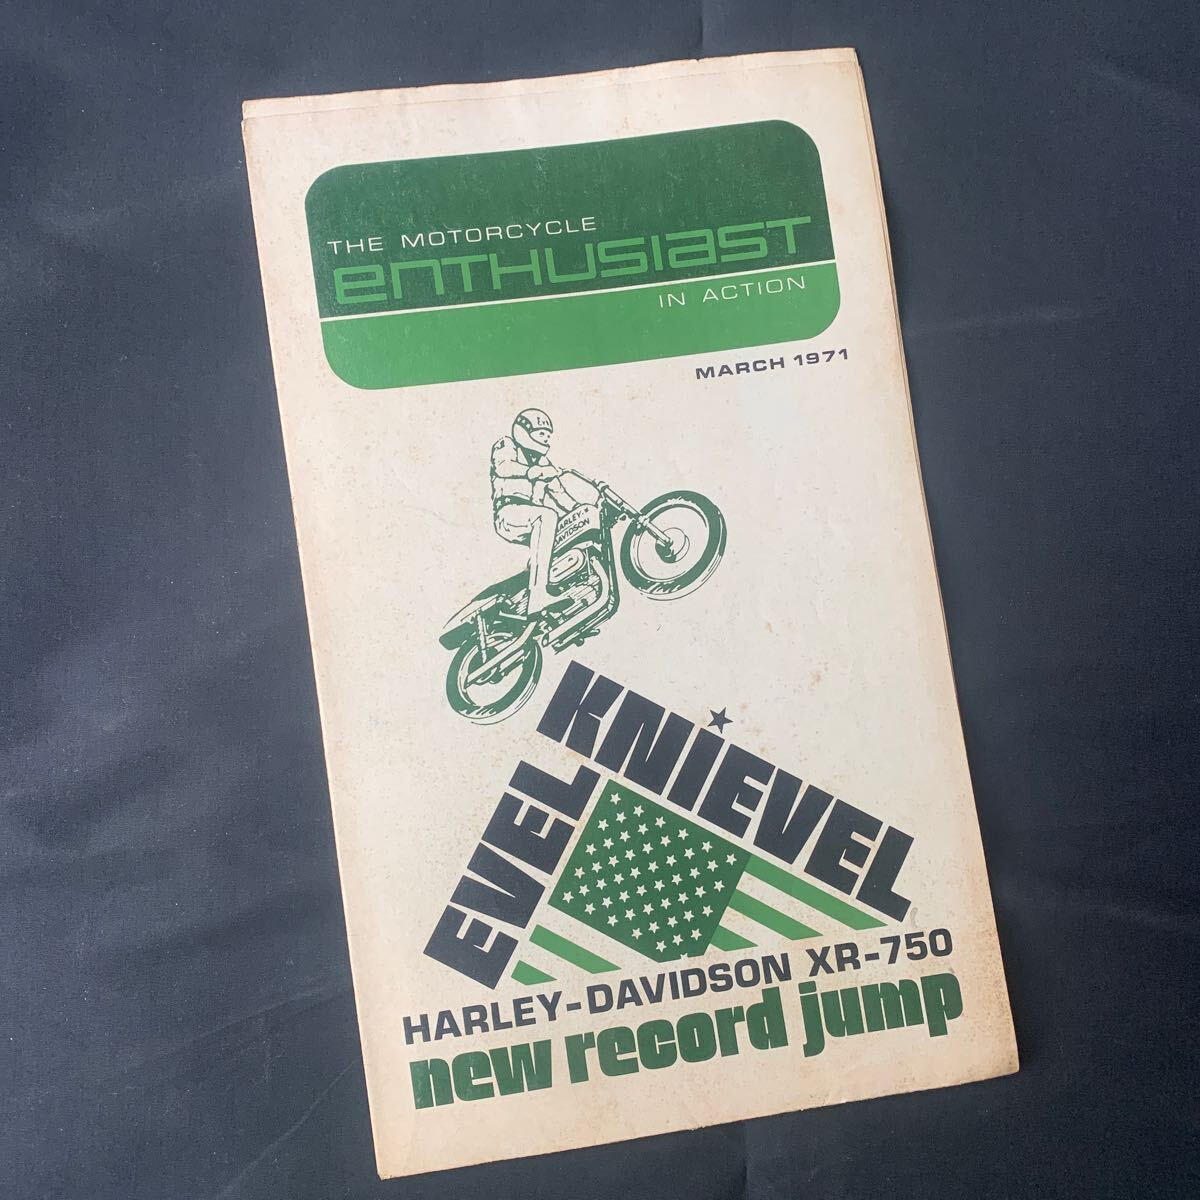 THE MOTORCYCLE
enTHUSIaST
IN ACTION
MARCH 1971
HARLEY-
DAVIDSON
EVEL
KNIEVEL
HARLEY-DAVIDSON XR-750
new record jump